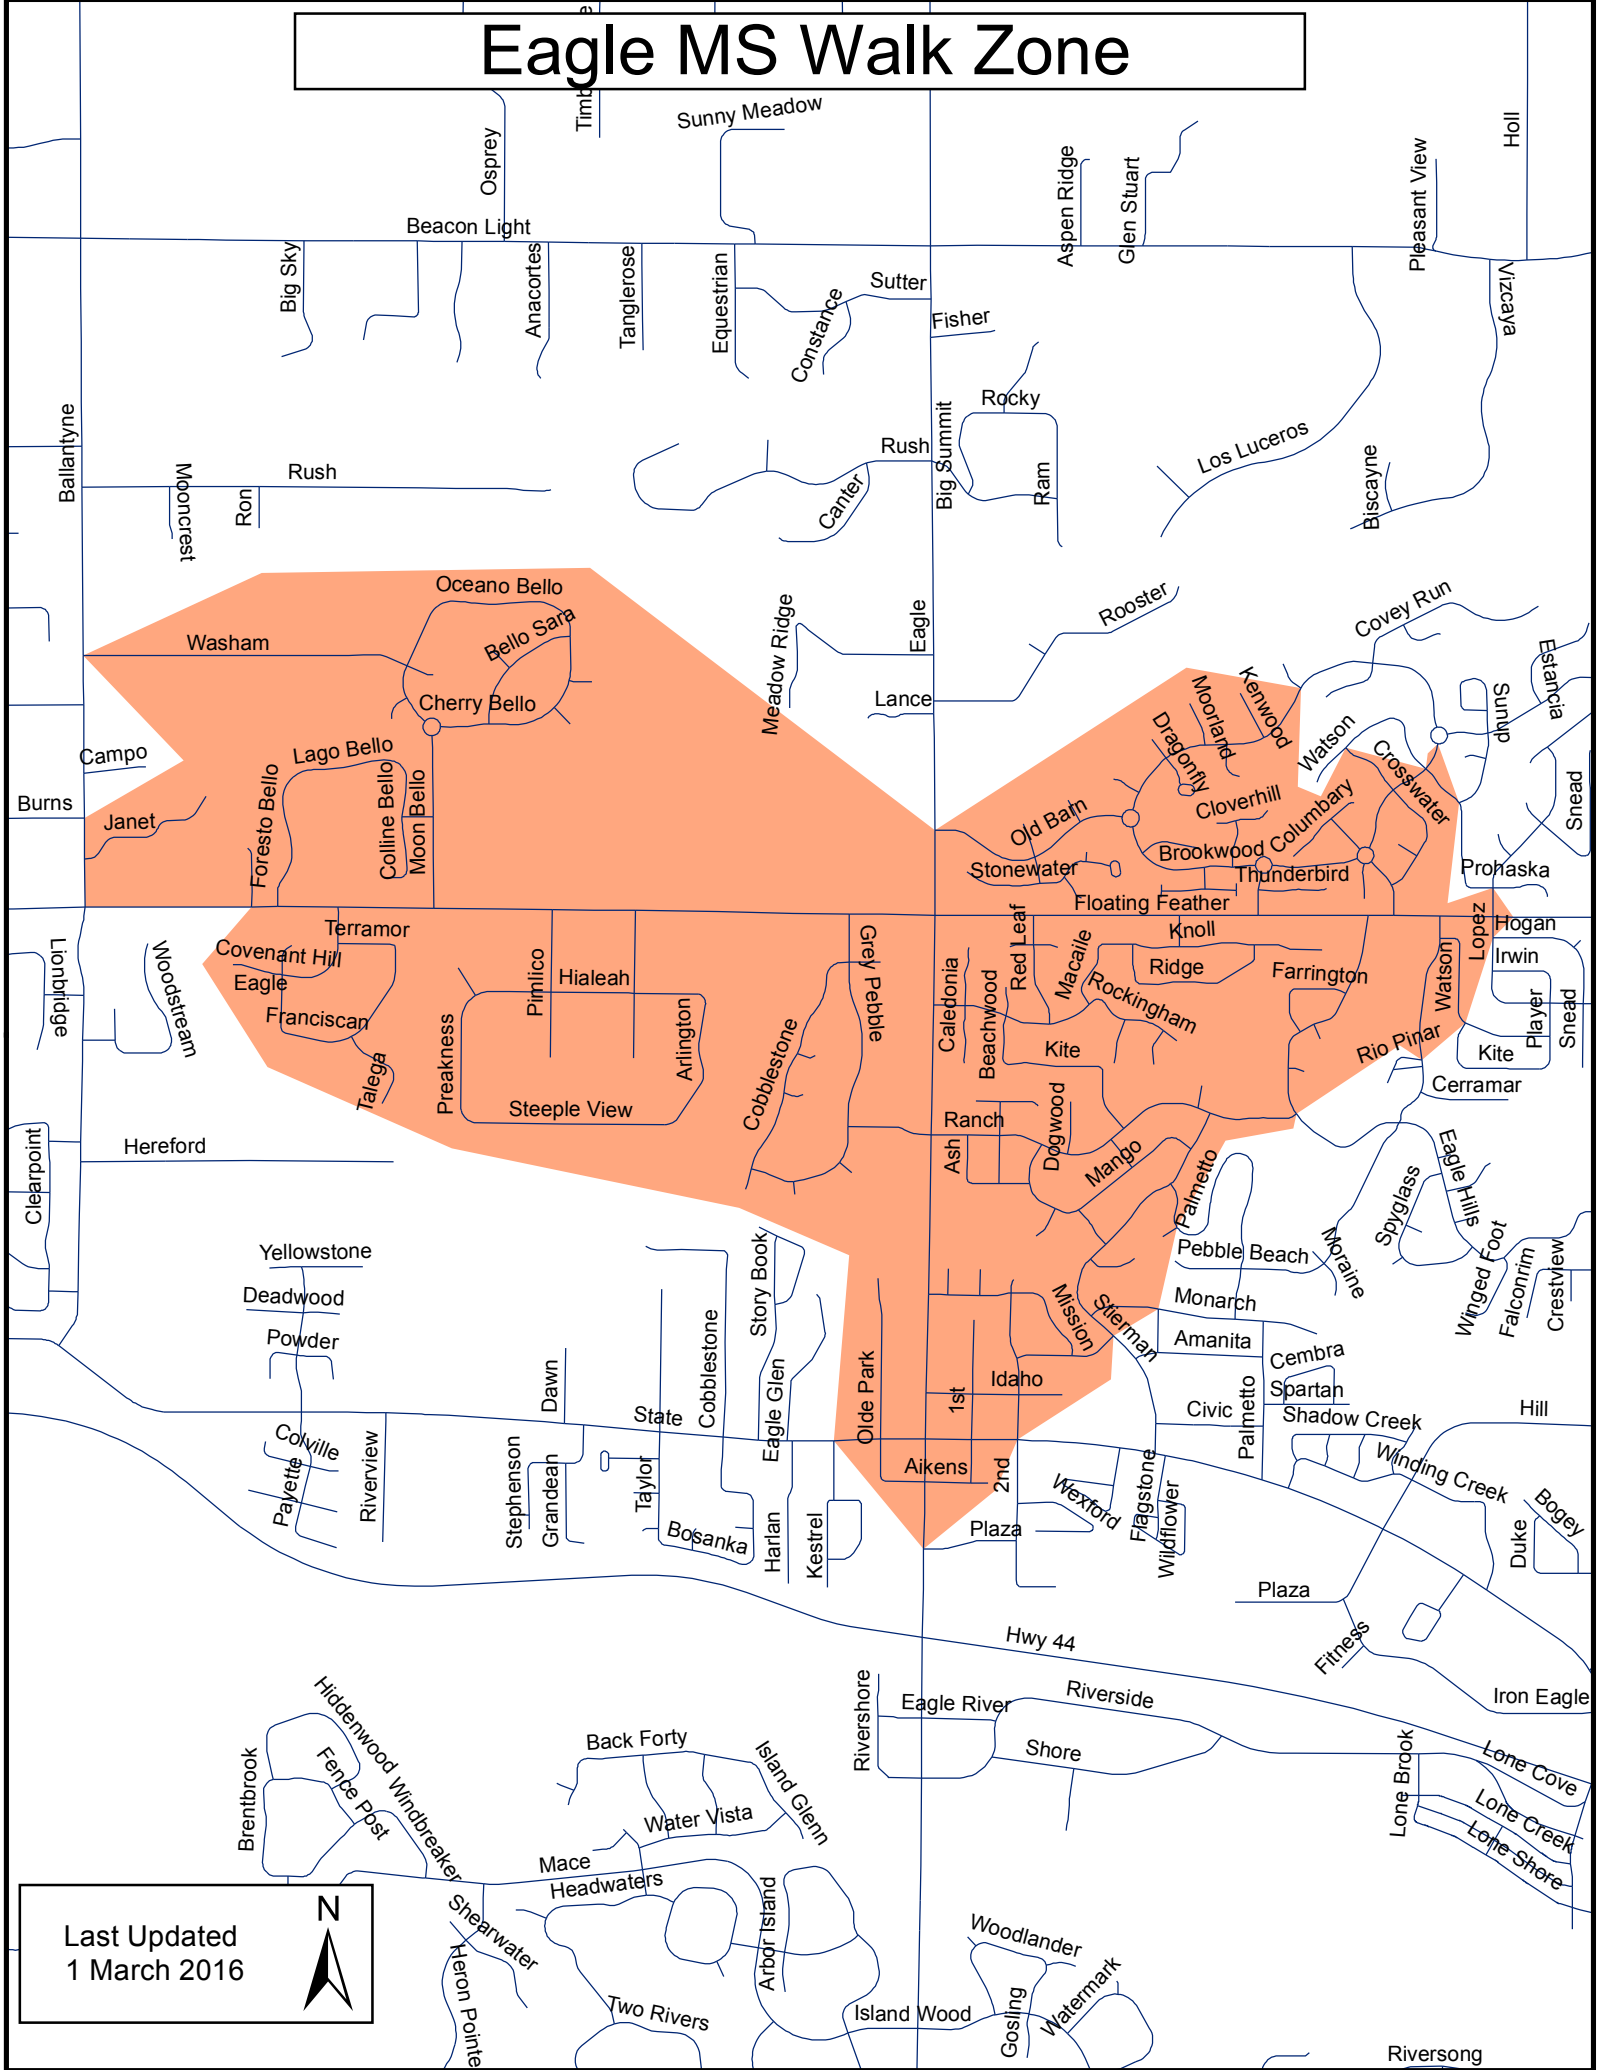 Eagle MS Walk Zone
Timb
Sunny Meadow
Osprey
Holl
Aspen Ridge
Glen Stuart
Pleasant View
Beacon Light
Big Sky
Anacortes
Tanglerose
Equestrian
Sutter
Constance
Fisher
Vizcaya
Rocky
Ballantyne
Big Summit
Rush
Rush
Los Luceros
Mooncrest
Ron
Canter
Ram
Biscayne
Oceano Bello
Bello Sara
Washam
Meadow Ridge
Eagle
Rooster
Covey Run
Estancia
Cherry Bello
Lance
Moorland
Kenwood
Sunup
Campo
Lago Bello
Dragonfly
Watson
Crosswater
Burns
Janet
Foresto Bello
Colline Bello
Moon Bello
Old Barn
Cloverhill
Columbary
Snead
Stonewater
Brookwood
Thunderbird
Prohaska
Floating Feather
Lionbridge
Woodstream
Terramor
Covenant Hill
Eagle
Franciscan
Talega
Pimlico
Hialeah
Preakness
Arlington
Steeple View
Grey Pebble
Cobblestone
Caledonia
Beachwood
Red Leaf
Macaile
Knoll
Ridge
Rockingham
Farrington
Watson
Lopez
Hogan
Irwin
Player
Snead
Kite
Rio Pinar
Kite
Cerramar
Clearpoint
Hereford
Ranch
Ash
Dogwood
Mango
Palmetto
Eagle Hills
Spyglass
Yellowstone
Deadwood
Powder
Story Book
Pebble Beach
Moraine
Winged Foot
Falconrim
Crestview
Mission
Stierman
Monarch
Amanita
Cembra
Spartan
Dawn
Cobblestone
Eagle Glen
Olde Park
1st
Idaho
State
Civic
Palmetto
Shadow Creek
Hill
Colville
Payette
Riverview
Stephenson
Grandean
Taylor
Bosanka
Harlan
Kestrel
Aikens
2nd
Wexford
Flagstone
Wildflower
Winding Creek
Bogey
Duke
Plaza
Plaza
Hwy 44
Fitness
Iron Eagle
Rivershore
Eagle River
Riverside
Shore
Hiddenwood
Windbreaker
Fence Post
Brentbrook
Back Forty
Island Glenn
Water Vista
Lone Brook
Lone Cove
Lone Creek
Lone Shore
Mace
Headwaters
Shearwater
Heron Pointe
Arbor Island
Woodlander
Two Rivers
Island Wood
Gosling
Watermark
Riversong
N
Last Updated
1 March 2016